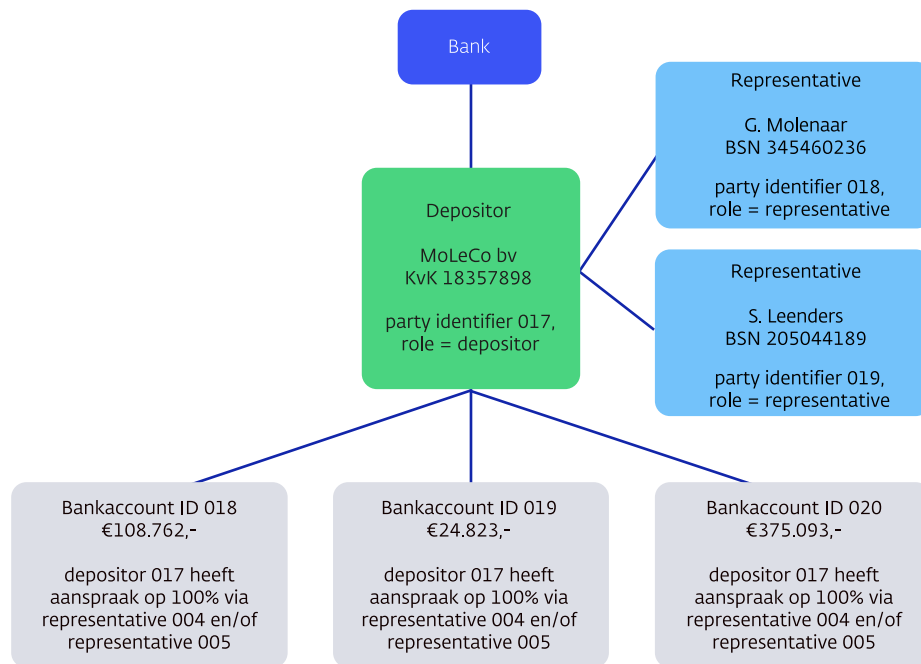 Bank
Representative
G. Molenaar
BSN 345460236
party identifier 018,
role = representative
Depositor
MoLeCo bv
KvK 18357898
party identifier 017,
role = depositor
Representative
S. Leenders
BSN 205044189
party identifier 019,
role = representative
Bankaccount ID 018
€108.762,-
depositor 017 heeft
aanspraak op 100% via
representative 004 en/of
representative 005
Bankaccount ID 019
€24.823,-
depositor 017 heeft
aanspraak op 100% via
representative 004 en/of
representative 005
Bankaccount ID 020
€375.093,-
depositor 017 heeft
aanspraak op 100% via
representative 004 en/of
representative 005